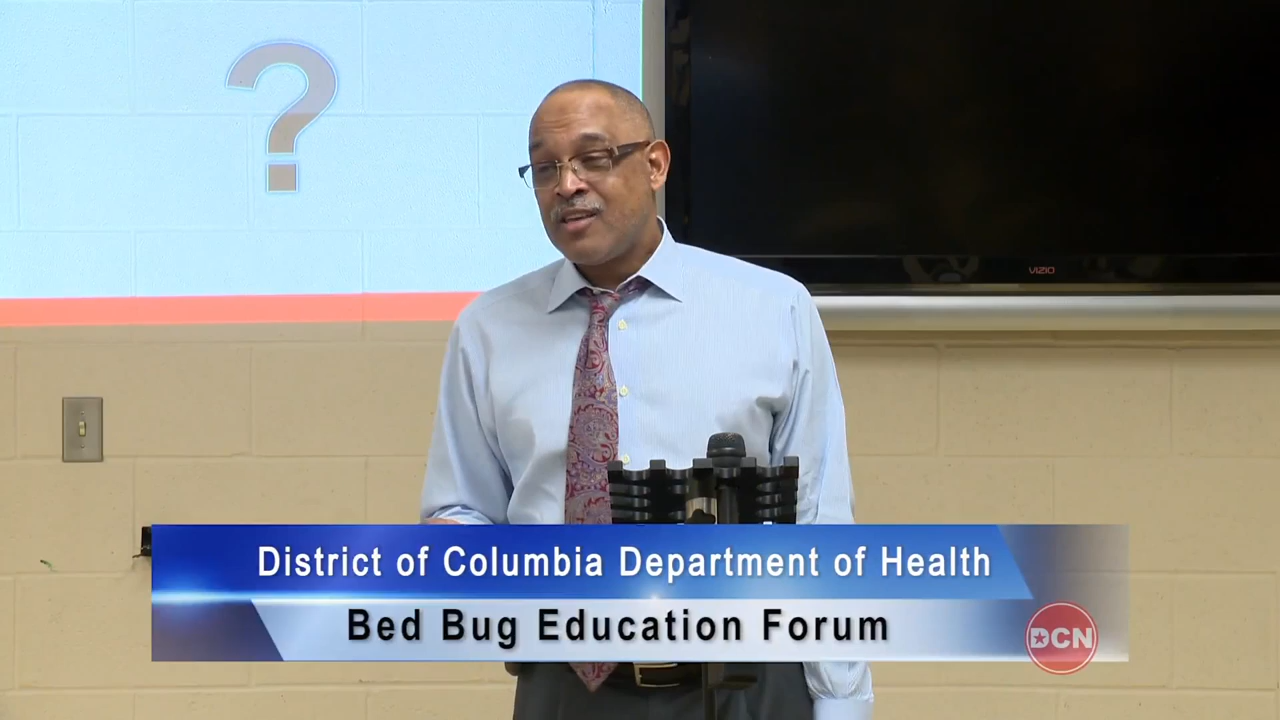 ?
VIZIO
District of Columbia Department of Health
Bed Bug Education Forum
DCN